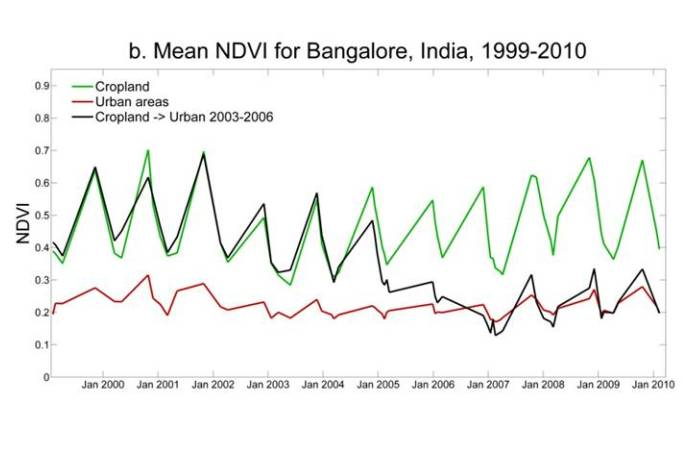 b. Mean NDVI for Bangalore, India, 1999-2010
Cropland
Urban areas
Cropland -> Urban 2003-2006
NDVI
0.9
0.8
0.7
0.6
0.5
0.4
0.3
0.2
0.1
0
Jan 2000 Jan 2001 Jan 2002 Jan 2003 Jan 2004 Jan 2005 Jan 2006 Jan 2007 Jan 2008 Jan 2009 Jan 2010